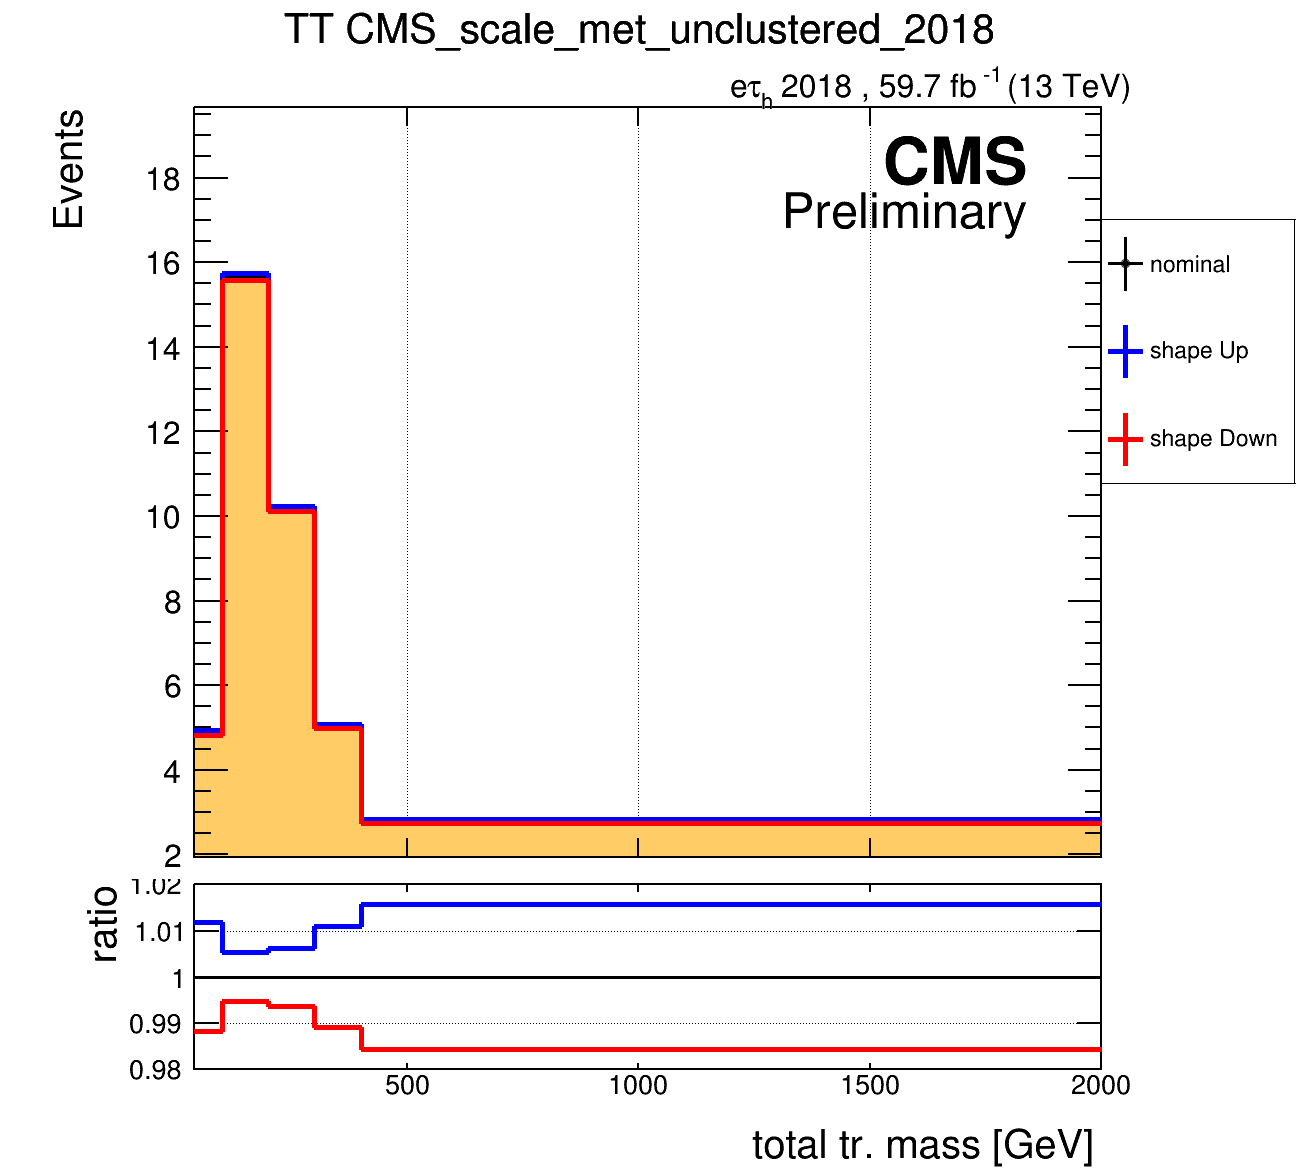 TT CMS_scale_met_unclustered_2018
eτh 2018 , 59.7 fb-1 (13 TeV)
Events
CMS
Preliminary
18
16
14
12
10
8
6
4
2
nominal
shape Up
shape Down
ratio
1.02
1.01
1
0.99
0.98
500 1000 1500 2000
total tr. mass [GeV]